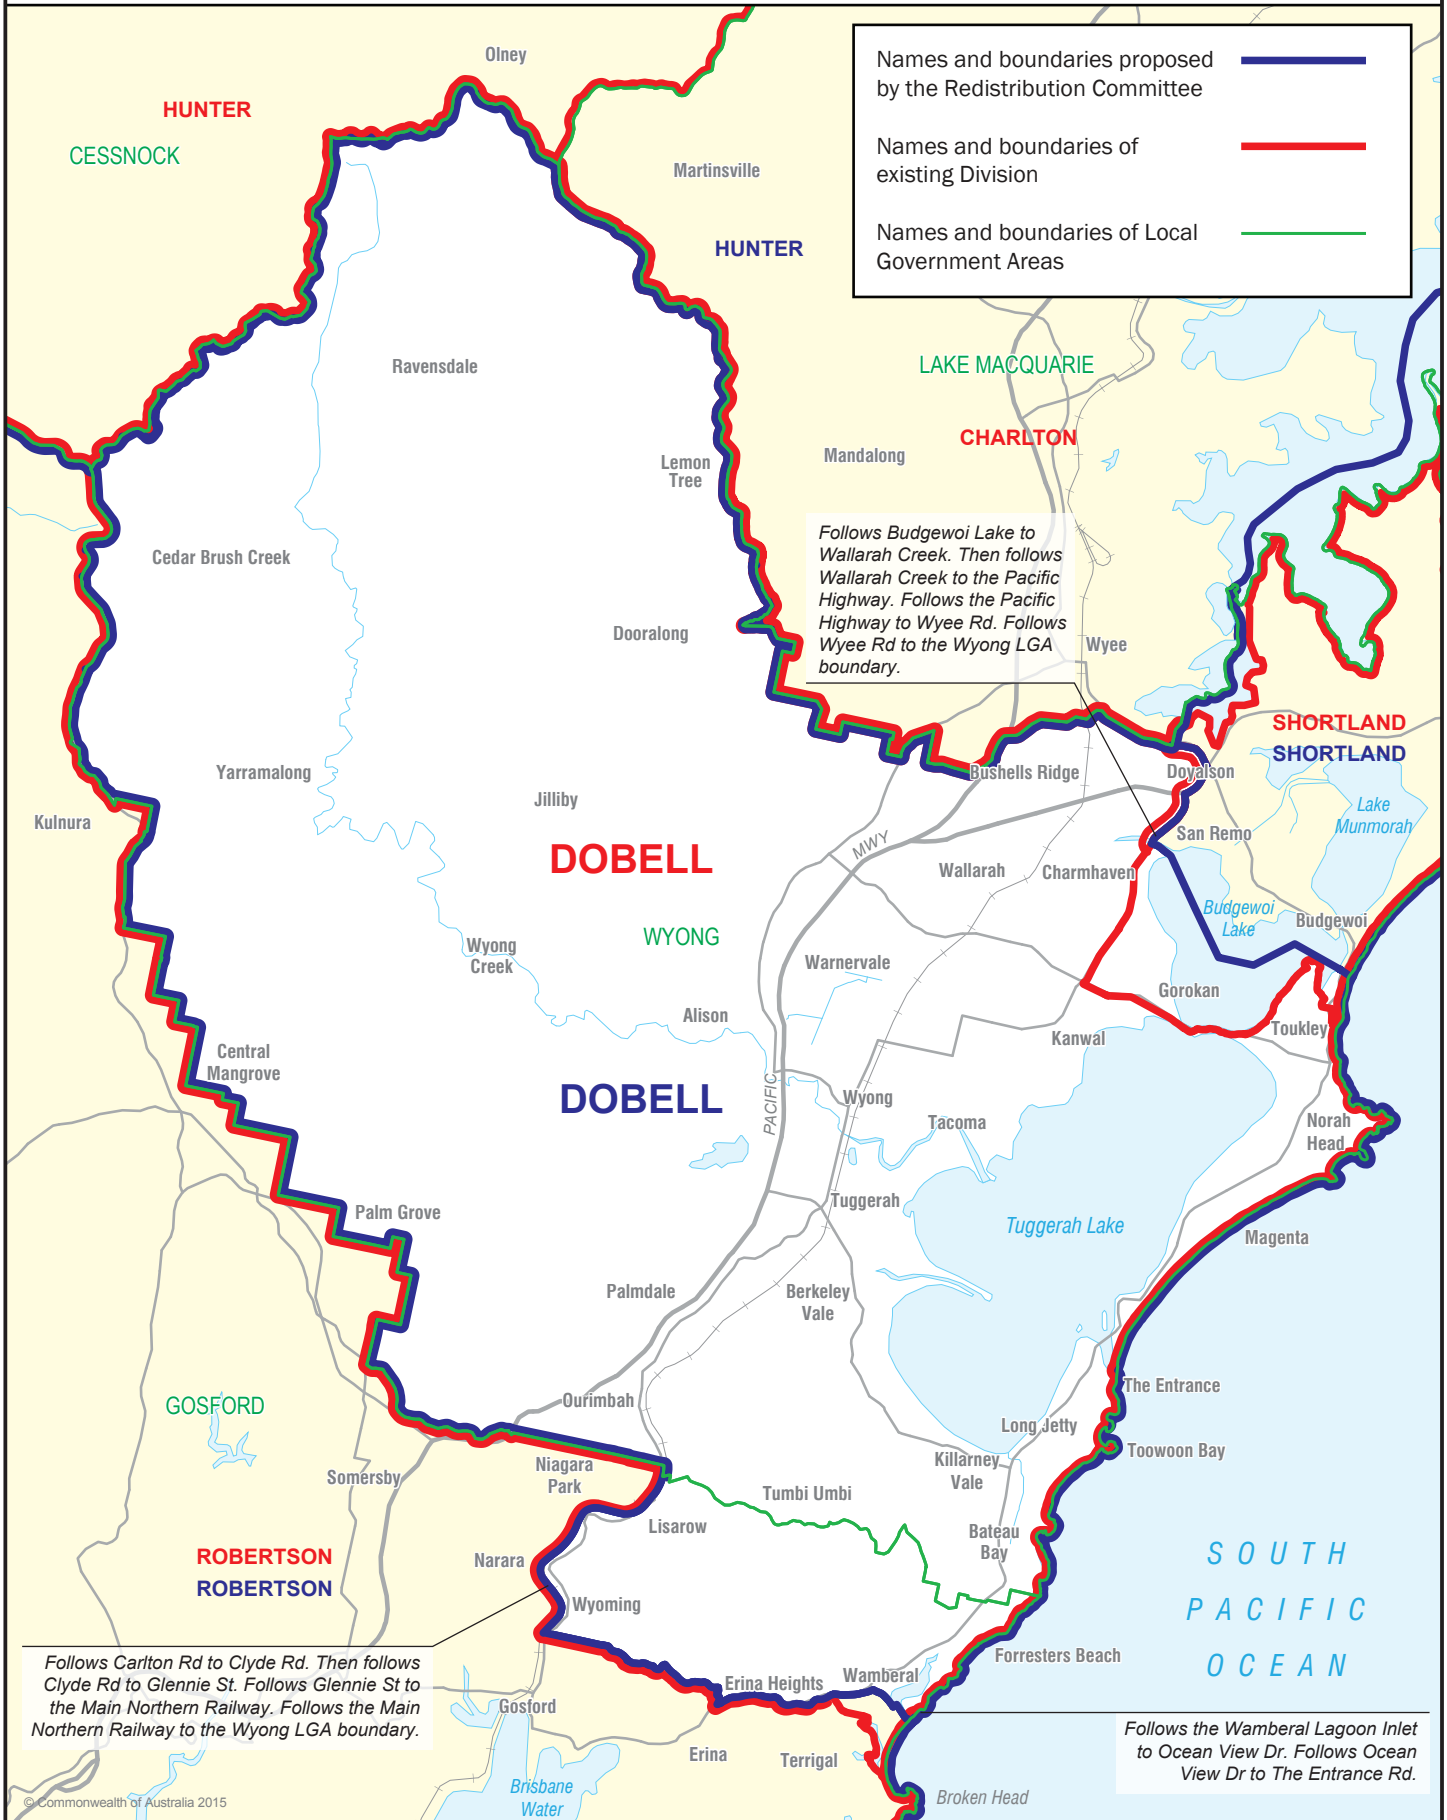 Names and boundaries proposed
by the Redistribution Committee
Names and boundaries of
existing Division
Names and boundaries of Local
Government Areas
Olney
HUNTER
CESSNOCK
Martinsville
HUNTER
Ravensdale
LAKE MACQUARIE
CHARLTON
Mandalong
Lemon
Tree
Follows Budgewoi Lake to
Wallarah Creek. Then follows
Wallarah Creek to the Pacific
Highway. Follows the Pacific
Highway to Wyee Rd. Follows
Wyee Rd to the Wyong LGA
boundary.
Cedar Brush Creek
Dooralong
Wyee
SHORTLAND
SHORTLAND
Yarramalong
Bushells Ridge
Doyalson
Jilliby
Lake
Munmorah
Kulnura
San Remo
MWY
DOBELL
Wallarah
Charmhaven
Budgewoi
Lake
Budgewoi
WYONG
Wyong
Creek
Warnervale
Gorokan
Alison
Toukley
Kanwal
Central
Mangrove
DOBELL
PACIFIC
Wyong
Tacoma
Norah
Head
Tuggerah
Palm Grove
Tuggerah Lake
Magenta
Palmdale
Berkeley
Vale
The Entrance
GOSFORD
Ourimbah
Long Jetty
Toowoon Bay
Killarney
Vale
Niagara
Park
Somersby
Tumbi Umbi
Lisarow
Bateau
Bay
ROBERTSON
ROBERTSON
Narara
SOUTH
PACIFIC
OCEAN
Wyoming
Forresters Beach
Follows Carlton Rd to Clyde Rd. Then follows
Clyde Rd to Glennie St. Follows Glennie St to
the Main Northern Railway. Follows the Main
Northern Railway to the Wyong LGA boundary.
Erina Heights
Wamberal
Gosford
Erina
Terrigal
Follows the Wamberal Lagoon Inlet
to Ocean View Dr. Follows Ocean
View Dr to The Entrance Rd.
Brisbane
Water
Broken Head
© Commonwealth of Australia 2015